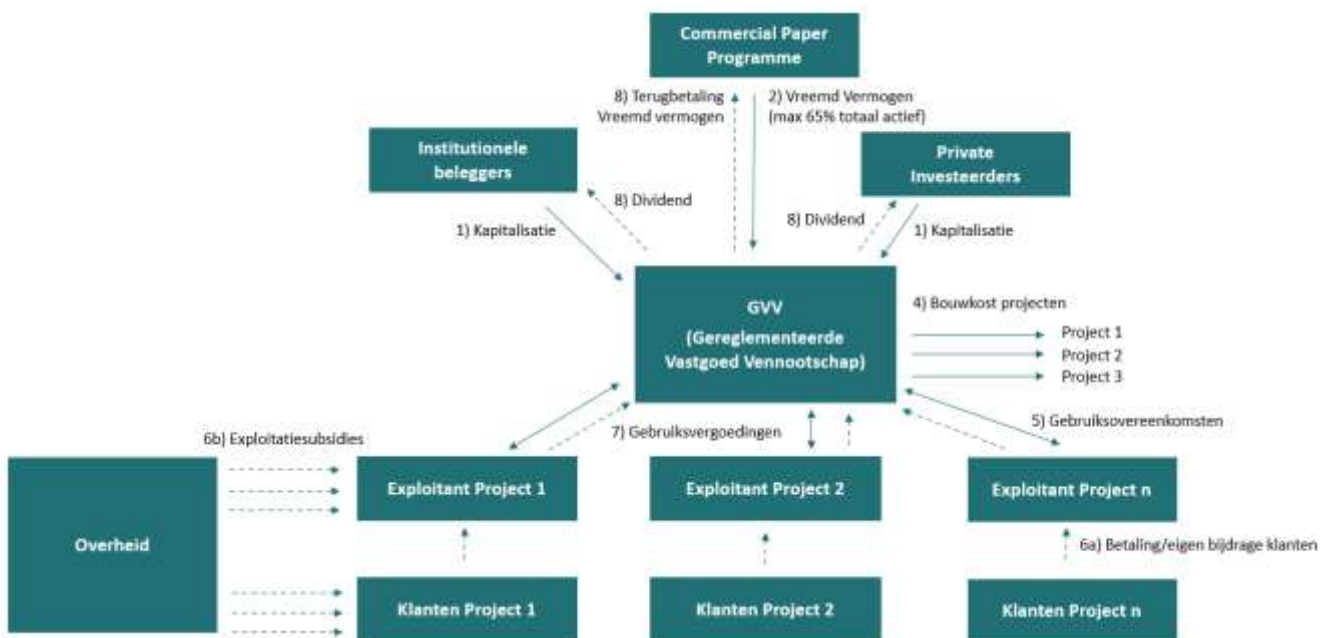 Commercial Paper
Programme
8) Terugbetaling
Vreemd vermogen
2) Vreemd Vermogen
(max 65% totaal actief)
Institutionele
beleggers
Private
Investeerders
8) Dividend
8) Dividend
1) Kapitalisatie
1) Kapitalisatie
GVV
(Gereglementeerde
Vastgoed Vennootschap)
4) Bouwkost projecten
Project 1
Project 2
Project 3
6b) Exploitatiesubsidies
7) Gebruiksvergoedingen
5) Gebruiksovereenkomsten
Overheid
Exploitant Project 1
Exploitant Project 2
Exploitant Project n
6a) Betaling/eigen bijdrage klanten
Klanten Project 1
Klanten Project 2
Klanten Project n